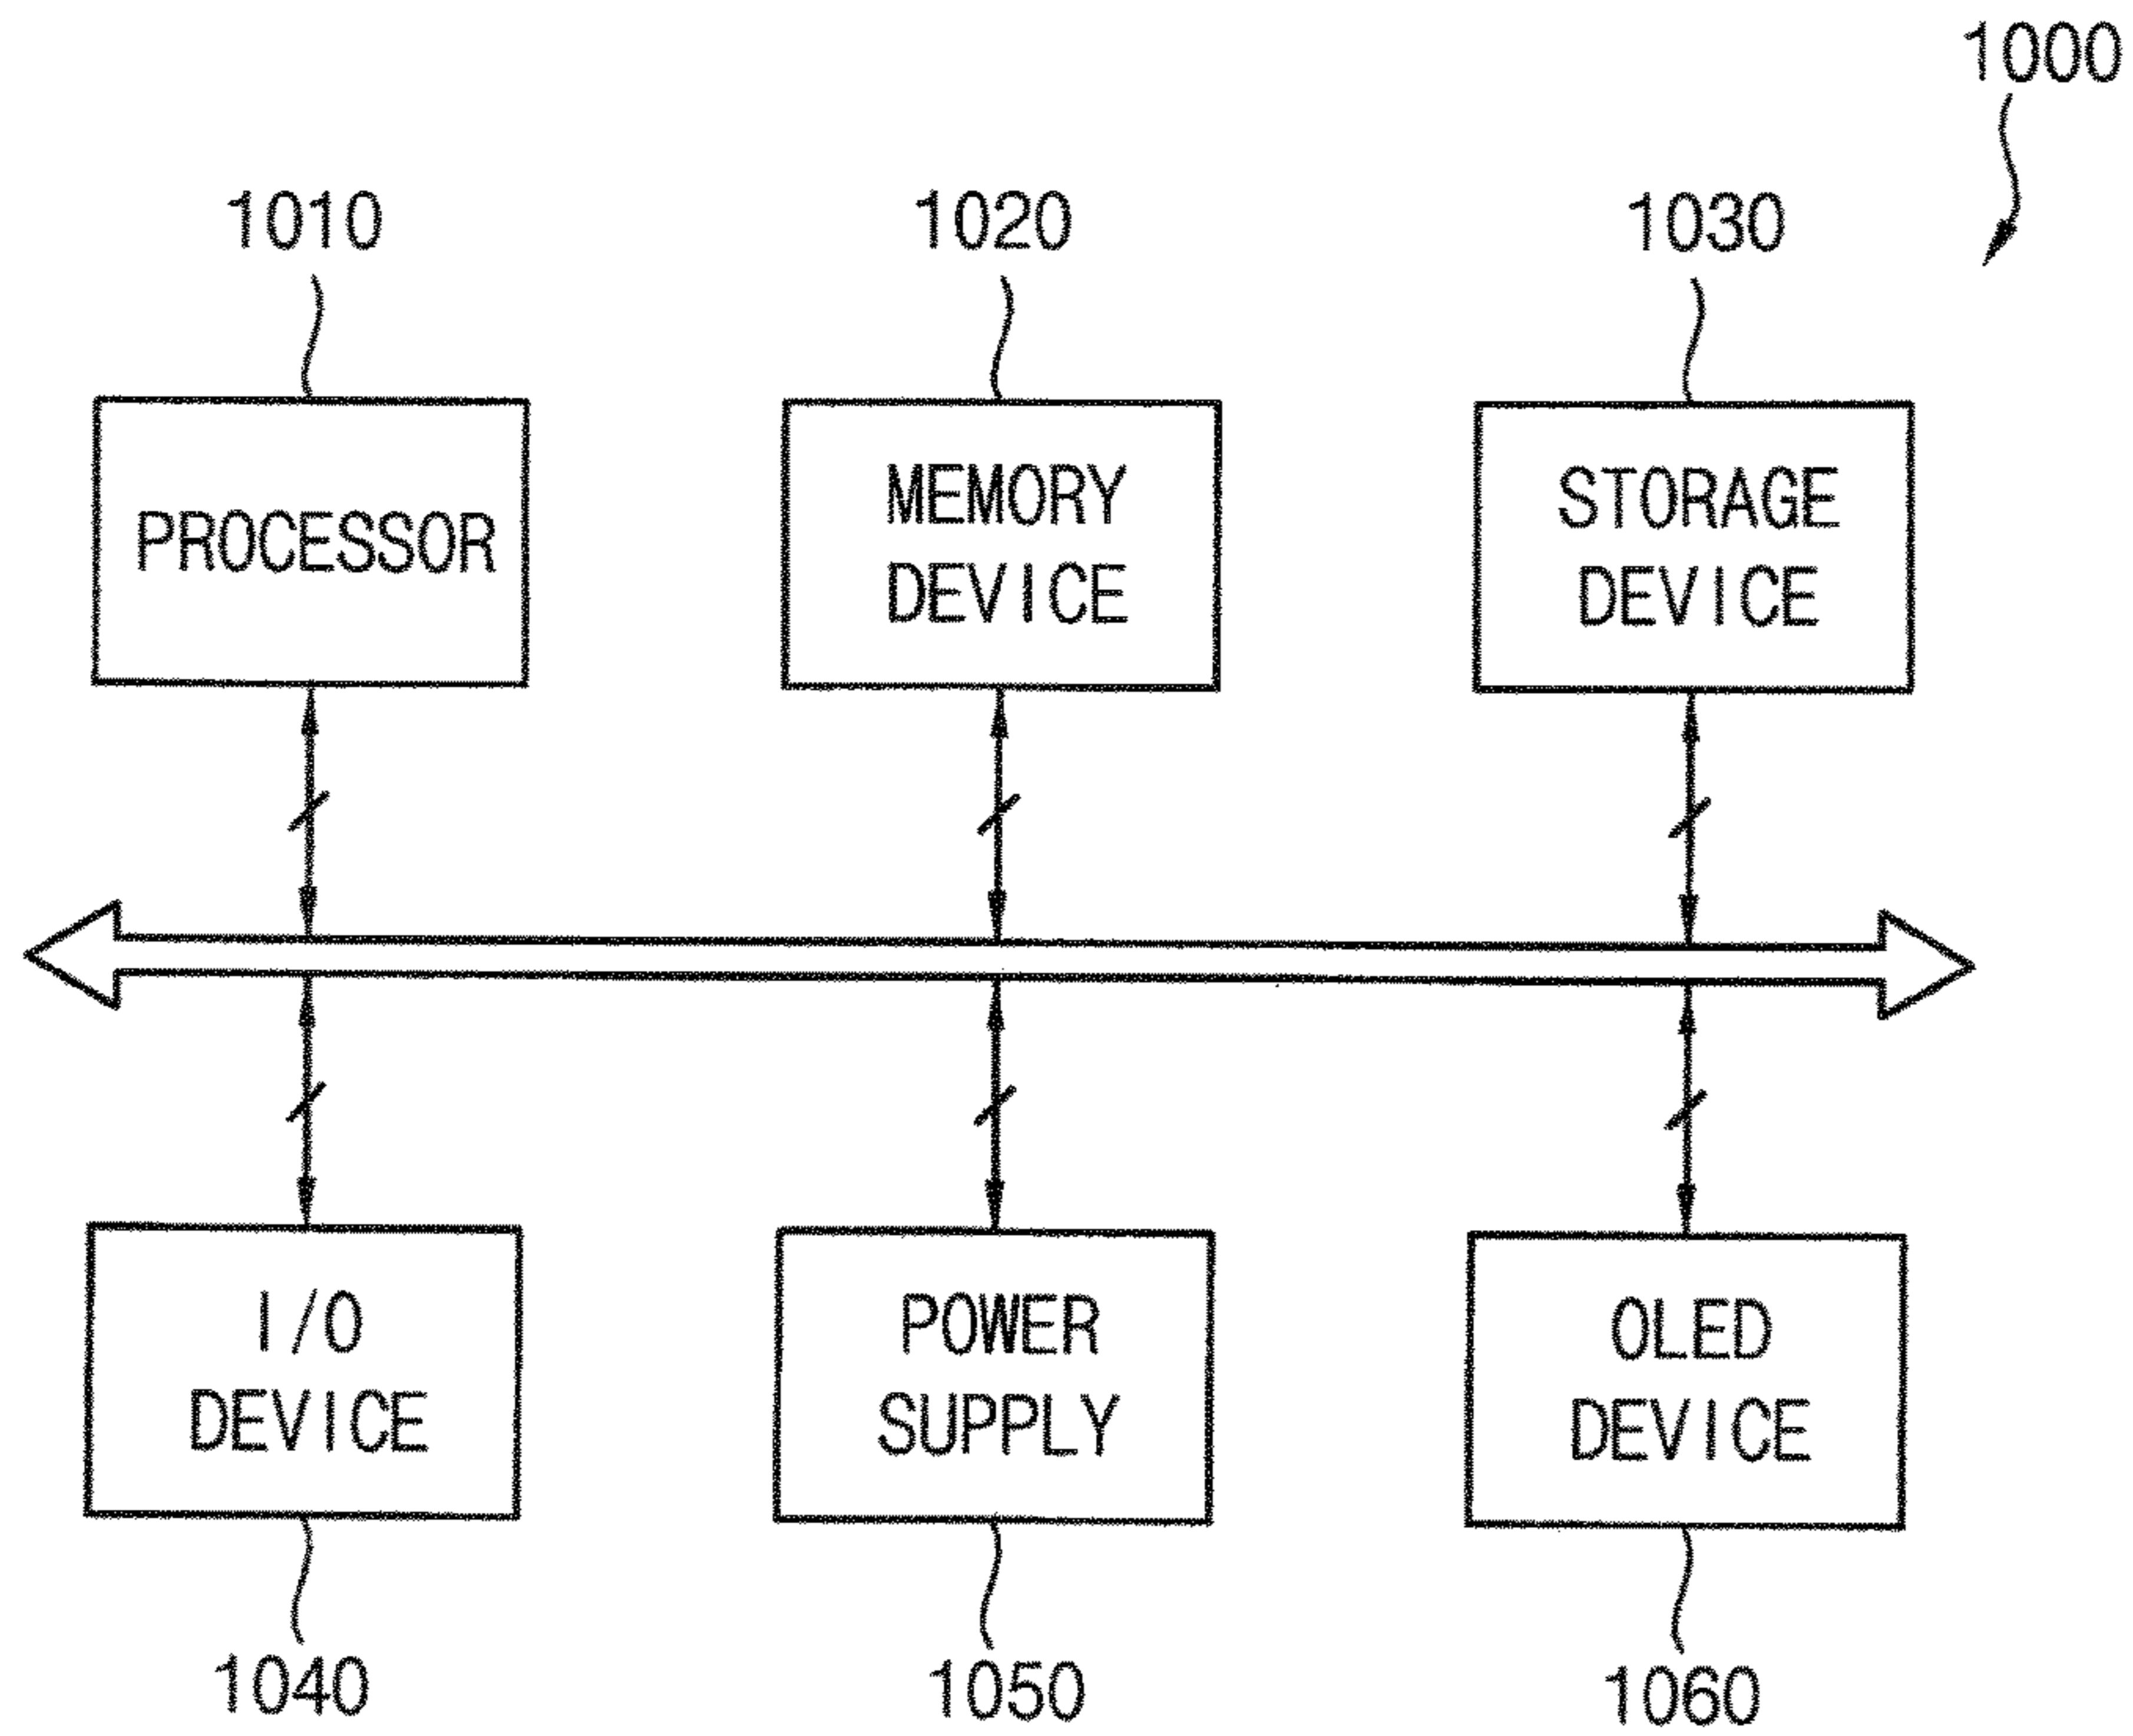 1000
1010
1020
1030
PROCESSOR
MEMORY
DEVICE
STORAGE
DEVICE
I/O
DEVICE
POWER
SUPPLY
OLED
DEVICE
1040
1050
1060